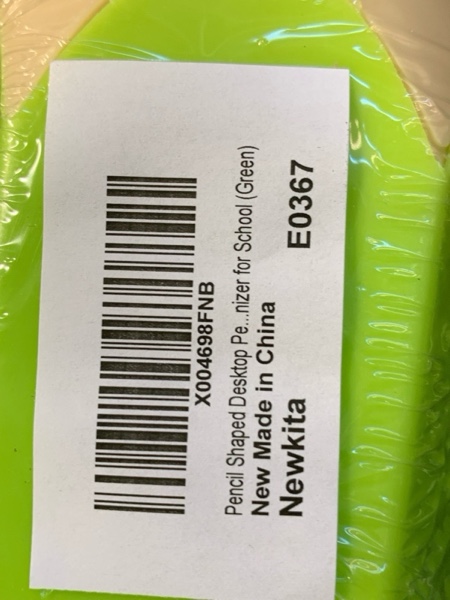 X004698FNB
Pencil Shaped Desktop Pe...nizer for School (Green)
New Made in China
Newkita E0367